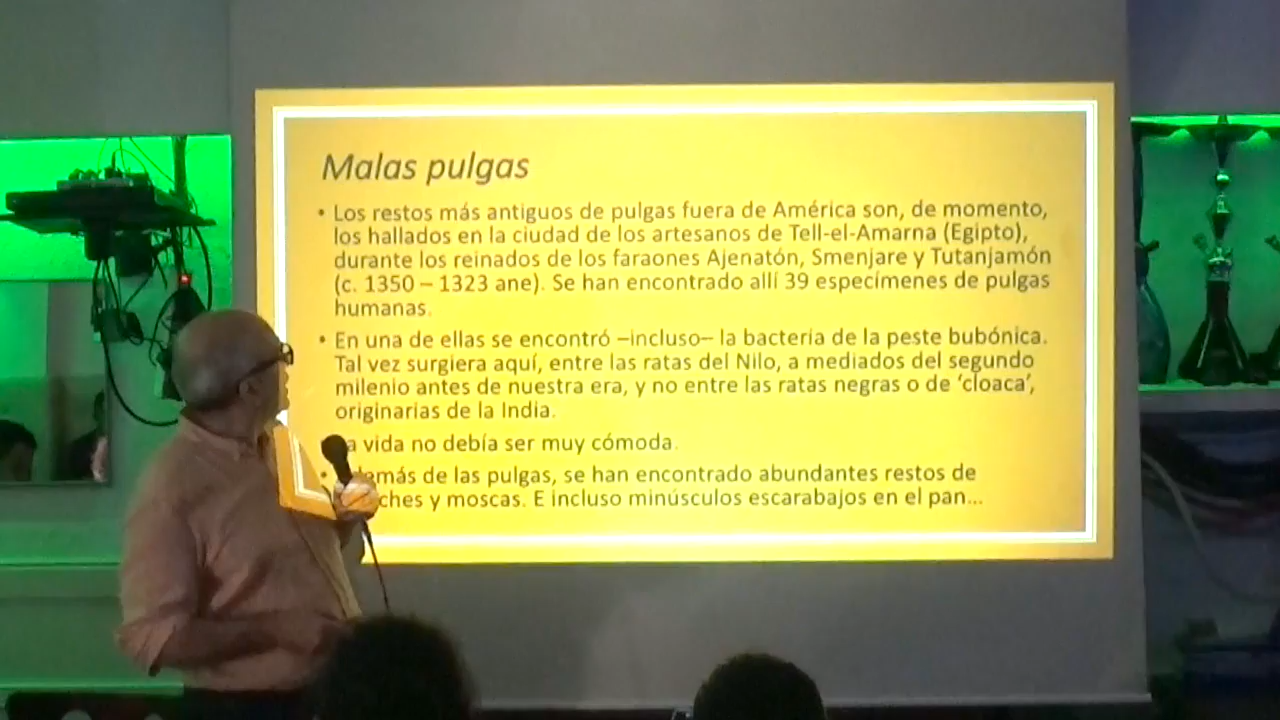 Malas pulgas
• Los restos más antiguos de pulgas fuera de América son, de momento,
los hallados en la ciudad de los artesanos de Tell-el-Amarna (Egipto),
durante los reinados de los faraones Ajenatón, Smenjare y Tutanjamón
(c. 1350 – 1323 ane). Se han encontrado allí 39 especímenes de pulgas
humanas.
• En una de ellas se encontró –incluso– la bacteria de la peste bubónica.
Tal vez surgiera aquí, entre las ratas del Nilo, a mediados del segundo
milenio antes de nuestra era, y no entre las ratas negras o de ‘cloaca’,
originarias de la India.
a vida no debía ser muy cómoda.
• emás de las pulgas, se han encontrado abundantes restos de
ches y moscas. E incluso minúsculos escarabajos en el pan...